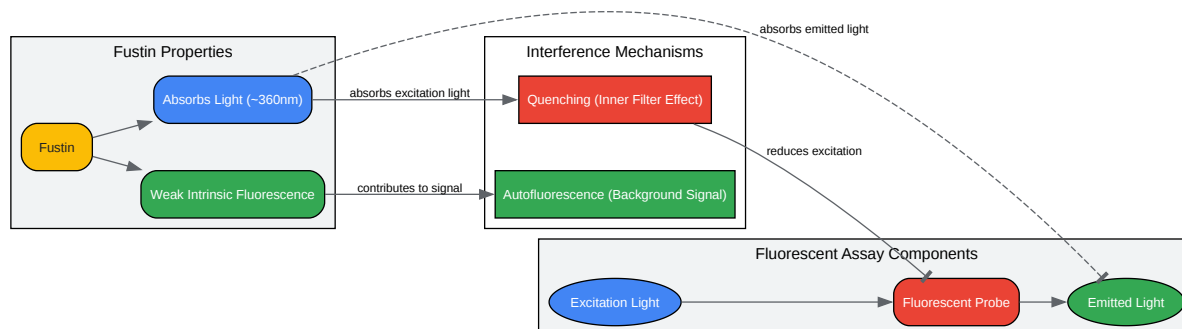 absorbs emitted light
Fustin Properties
Interference Mechanisms
Absorbs Light (~360nm)
absorbs excitation light
Quenching (Inner Filter Effect)
Fustin
reduces excitation
Weak Intrinsic Fluorescence
contributes to signal
Autofluorescence (Background Signal)
Fluorescent Assay Components
Excitation Light
Fluorescent Probe
Emitted Light